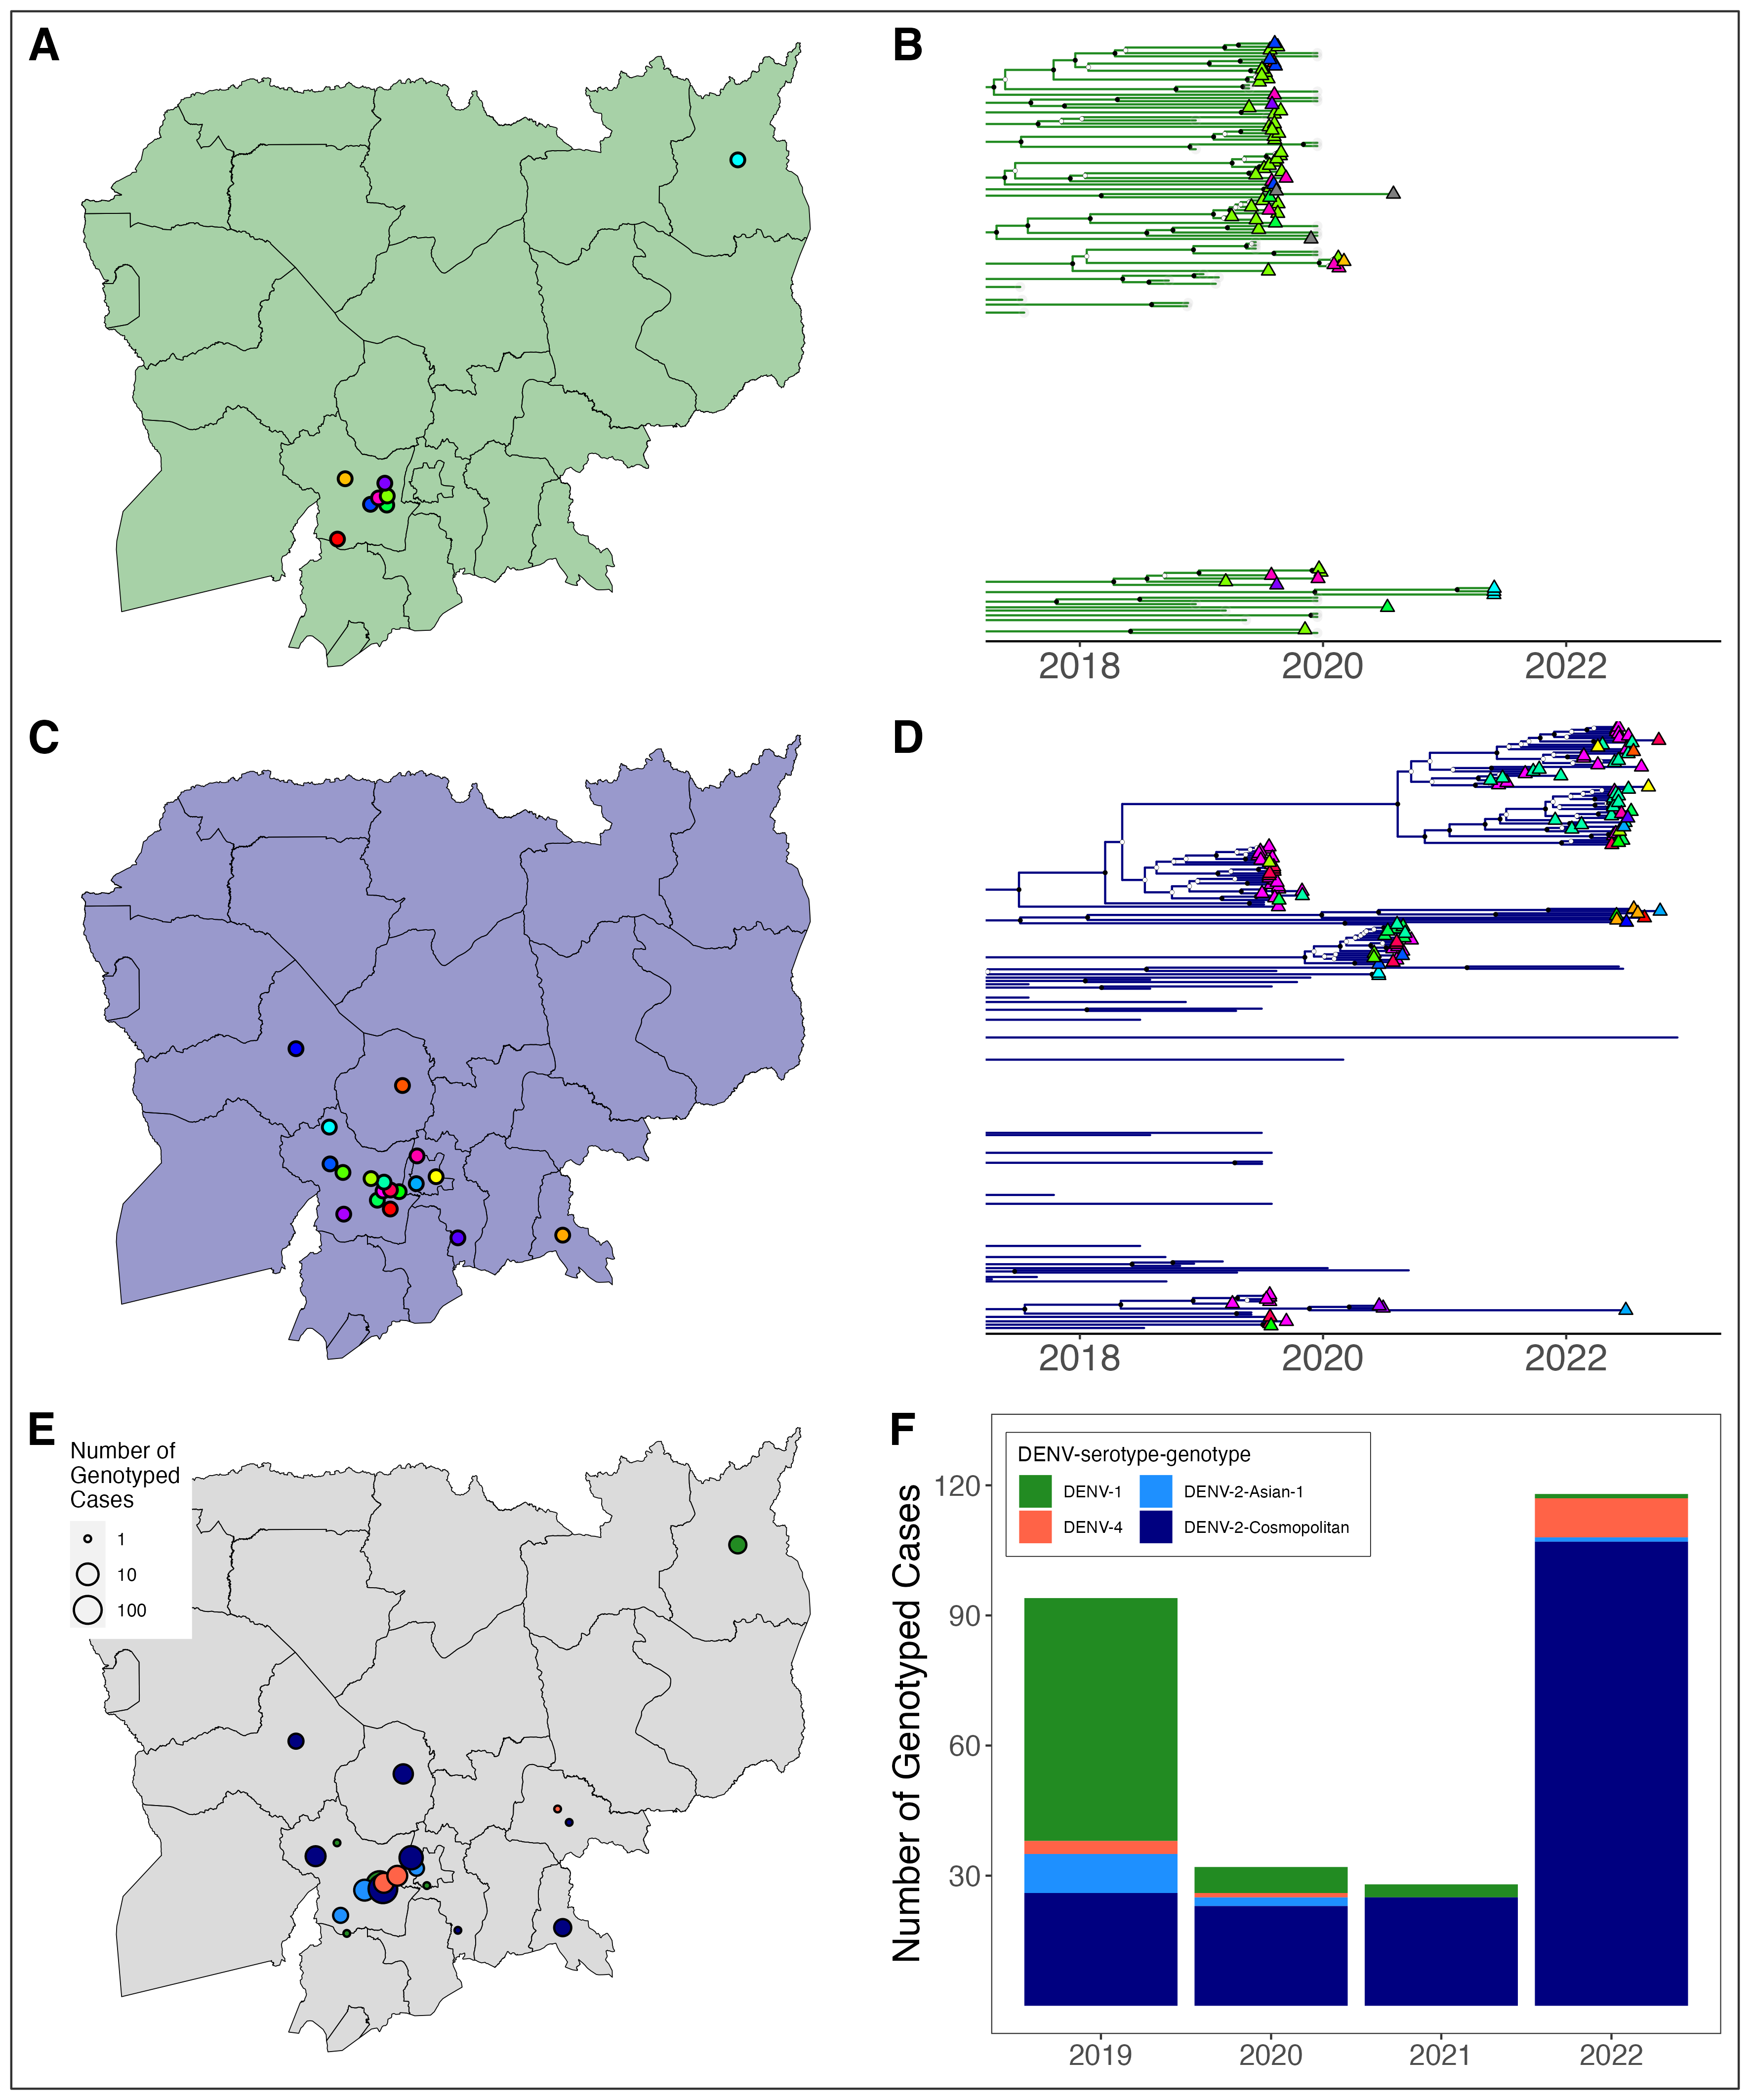 A
B
2018 2020 2022
C
D
2018 2020 2022
E
Number of
Genotyped
Cases
1
10
100
F
DENV-serotype-genotype
DENV-1 DENV-2-Asian-1
DENV-4 DENV-2-Cosmopolitan
Number of Genotyped Cases
120
90
60
30
2019 2020 2021 2022